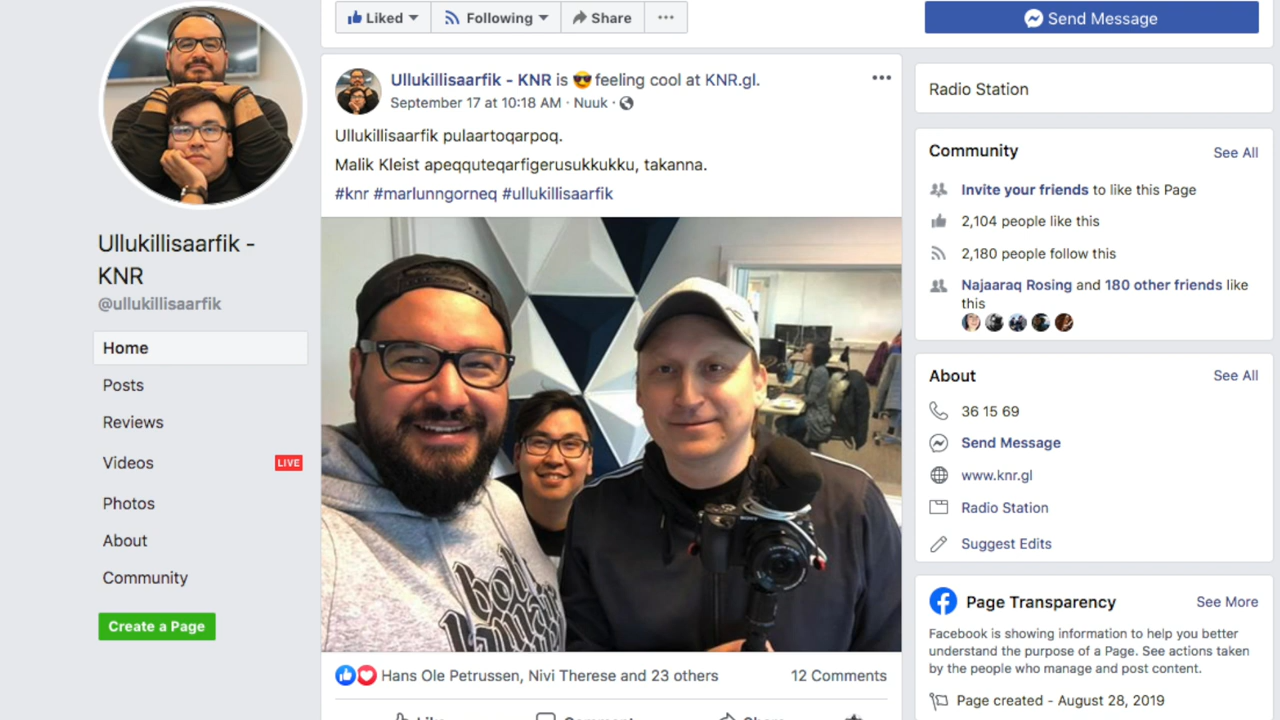 Liked
Following
Share
Send Message
Ullukillisaarfik - KNR is feeling cool at KNR.gl.
September 17 at 10:18 AM · Nuuk ·
Ullukillisaarfik pulaartoqarpoq.
Malik Kleist apeqquteqarfigerusukkukku, takanna.
#knr #marlunngorneq #ullukillisaarfik
Hans Ole Petrussen, Nivi Therese and 23 others
12 Comments
Like
Comment
Share
Ullukillisaarfik -
KNR
@ullukillisaarfik
Home
Posts
Reviews
Videos
LIVE
Photos
About
Community
Create a Page
Radio Station
Community
See All
Invite your friends to like this Page
2,104 people like this
2,180 people follow this
Najaaraq Rosing and 180 other friends like
this
About
See All
36 15 69
Send Message
www.knr.gl
Radio Station
Suggest Edits
Page Transparency
See More
Facebook is showing information to help you better
understand the purpose of a Page. See actions taken
by the people who manage and post content.
Page created - August 28, 2019